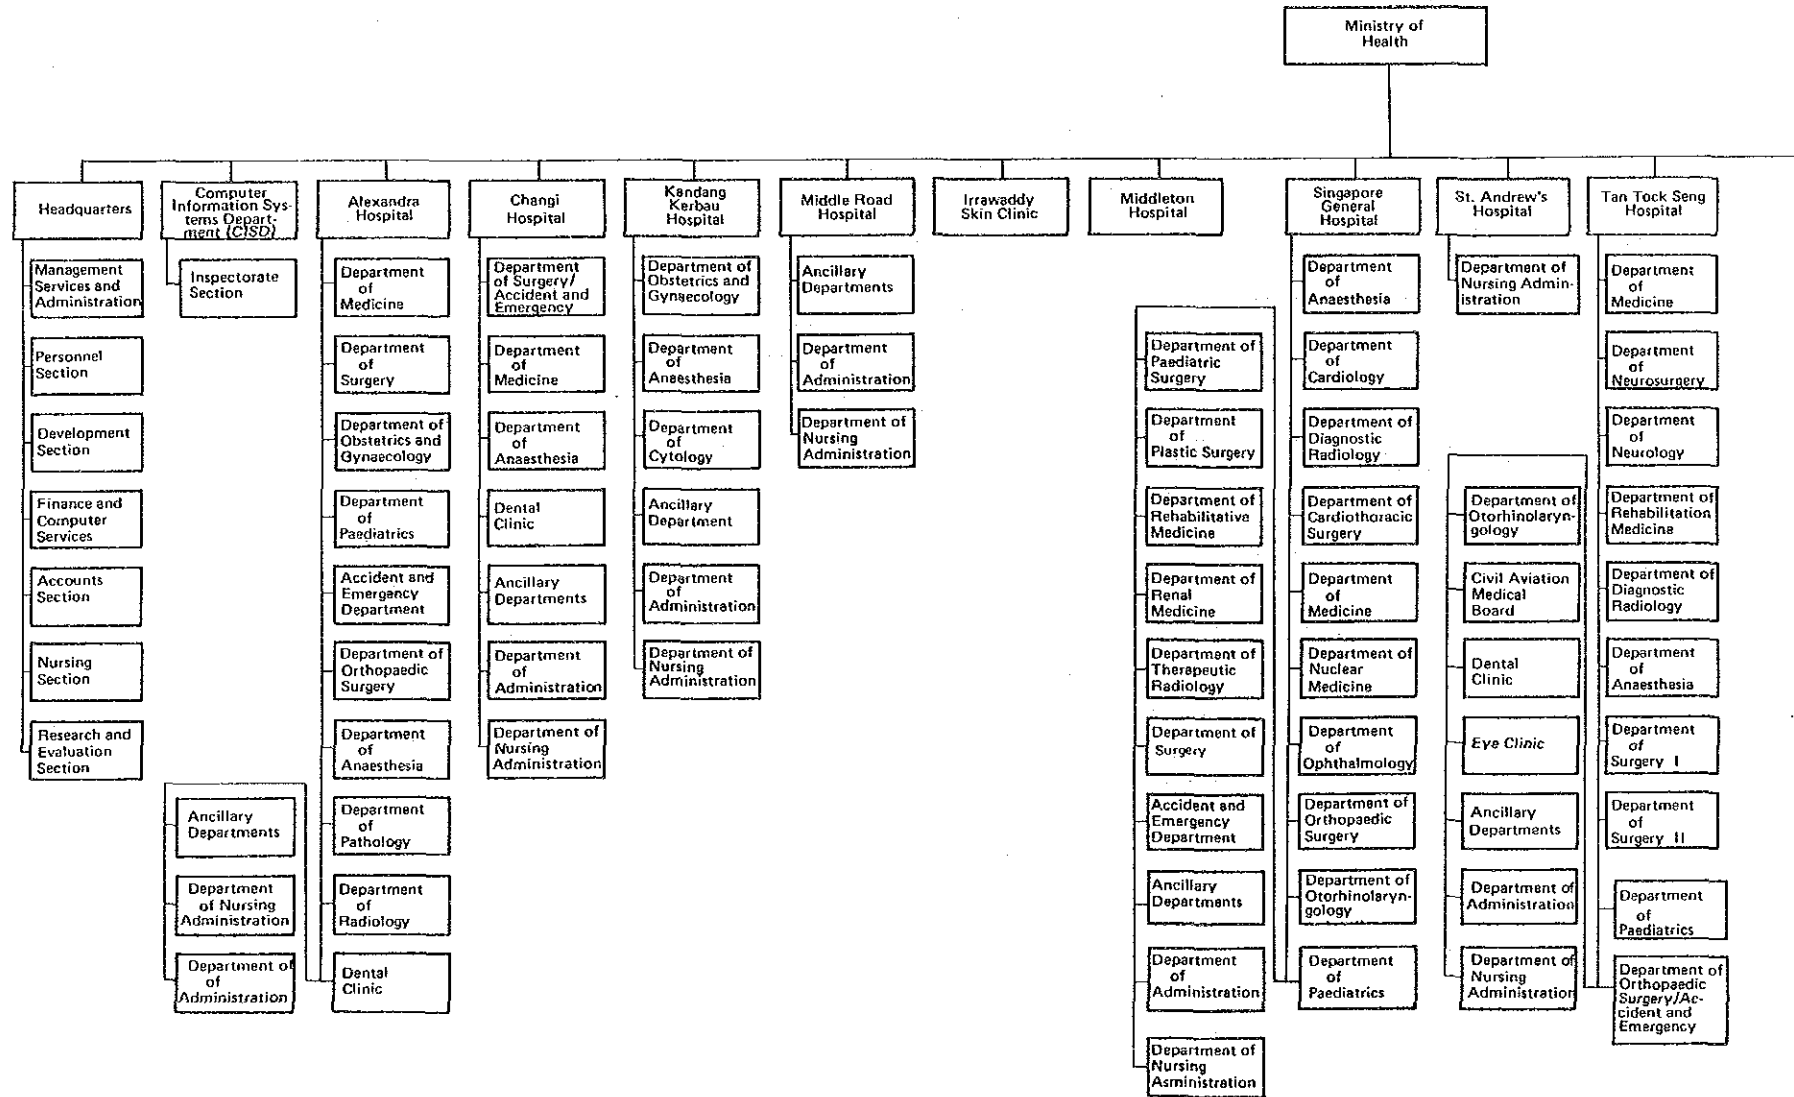 Ministry of
Health
Headquarters
Computer
Information Sys-
tems Depart-
ment (CISD)
Alexandra
Hospital
Changi
Hospital
Kandang
Kerbau
Hospital
Middle Road
Hospital
Irrawaddy
Skin Clinic
Middleton
Hospital
Singapore
General
Hospital
St. Andrew's
Hospital
Tan Tock Seng
Hospital
Management
Services and
Administration
Personnel
Section
Development
Section
Finance and
Computer
Services
Accounts
Section
Nursing
Section
Research and
Evaluation
Section
Inspectorate
Section
Ancillary
Departments
Department
of Nursing
Administration
Department of
of
Administration
Department
of
Medicine
Department
of
Surgery
Department of
Obstetrics and
Gynaecology
Department
of
Paediatrics
Accident and
Emergency
Department
Department of
Orthopaedic
Surgery
Department
of
Anaesthesia
Department
of
Pathology
Department
of
Radiology
Dental
Clinic
Department
of Surgery/
Accident and
Emergency
Department
of
Medicine
Department
of
Anaesthesia
Dental
Clinic
Ancillary
Departments
Department
of
Administration
Department of
Nursing
Administration
Department of
Obstetrics and
Gynaecology
Department
of
Anaesthesia
Department
of
Cytology
Ancillary
Department
Department
of
Administration
Department of
Nursing
Administration
Ancillary
Departments
Department
of
Administration
Department of
Nursing
Administration
Department of
Paediatric
Surgery
Department
of
Plastic Surgery
Department of
Rehabilitative
Medicine
Department of
Renal
Medicine
Department of
Therapeutic
Radiology
Department of
Surgery
Accident and
Emergency
Department
Ancillary
Departments
Department
of
Administration
Department of
Nursing
Asministration
Department
of
Anaesthesia
Department
of
Cardiology
Department of
Diagnostic
Radiology
Department of
Cardiothoracic
Surgery
Department
of
Medicine
Department of
Nuclear
Medicine
Department
of
Ophthalmology
Department of
Orthopaedic
Surgery
Department of
Otorhinolaryn-
gology
Department
of
Paediatrics
Department of
Nursing Admin-
istration
Department of
Otorhinolaryn-
gology
Civil Aviation
Medical
Board
Dental
Clinic
Eye Clinic
Ancillary
Departments
Department of
Administration
Department of
Nursing
Administration
Department
of
Medicine
Department
of
Neurosurgery
Department
of
Neurology
Department of
Rehabilitation
Medicine
Department of
Diagnostic
Radiology
Department
of
Anaesthesia
Department
of
Surgery I
Department
of
Surgery II
Department
of
Paediatrics
Department of
Orthopaedic
Surgery/Ac-
cident and
Emergency